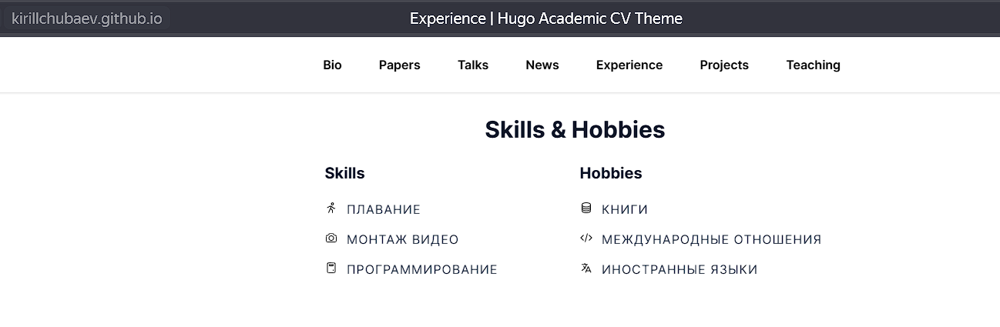 kirillchubaev.github.io
Experience | Hugo Academic CV Theme
Bio Papers Talks News Experience Projects Teaching
Skills & Hobbies
Skills
ПЛАВАНИЕ
МОНТАЖ ВИДЕО
ПРОГРАММИРОВАНИЕ
Hobbies
КНИГИ
МЕЖДУНАРОДНЫЕ ОТНОШЕНИЯ
ИНОСТРАННЫЕ ЯЗЫКИ